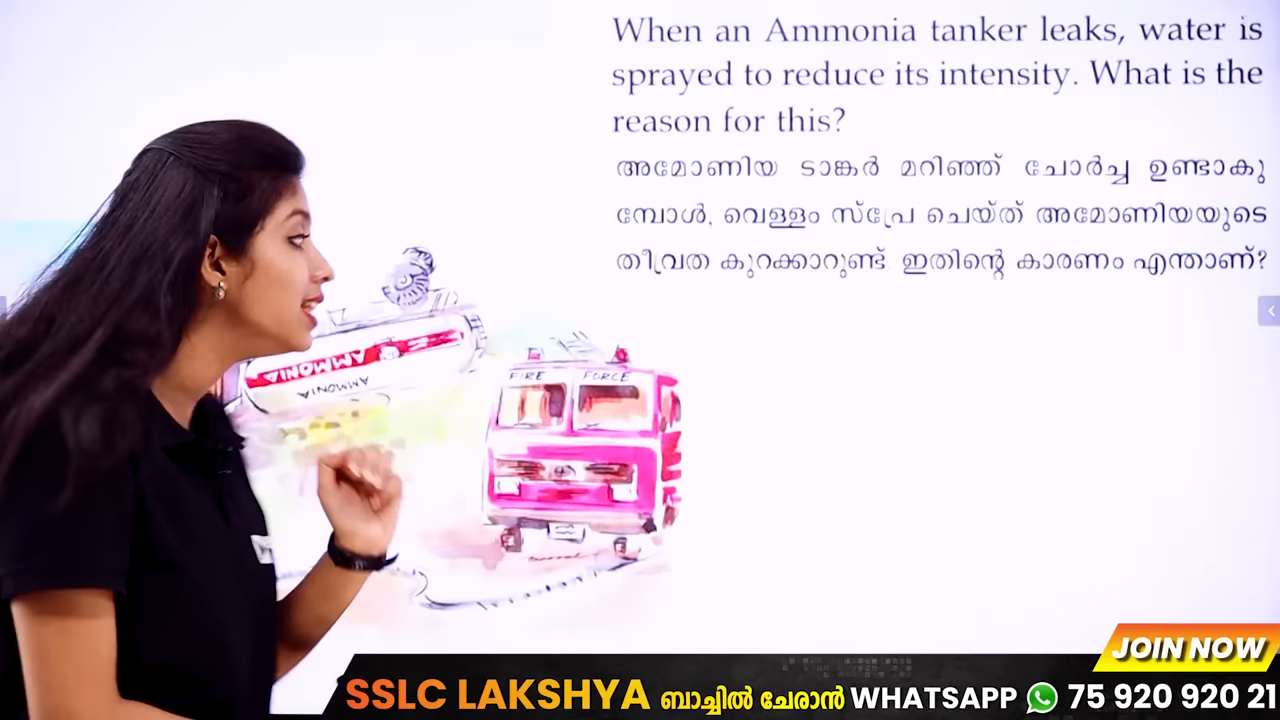 When an Ammonia tanker leaks, water is
sprayed to reduce its intensity. What is the
reason for this?
അമോണിയ ടാങ്കർ മറിഞ്ഞ് ചോർച്ച ഉണ്ടാകു
മ്പോൾ, വെള്ളം സ്പ്രേ ചെയ്ത് അമോണിയയുടെ
തീവ്രത കുറക്കാറുണ്ട് ഇതിന്റെ കാരണം എന്താണ്?
AMMONIA
AMMONIA
FIRE FORCE
JOIN NOW
SSLC LAKSHYA ബാച്ചിൽ ചേരാൻ WHATSAPP 75 920 920 21